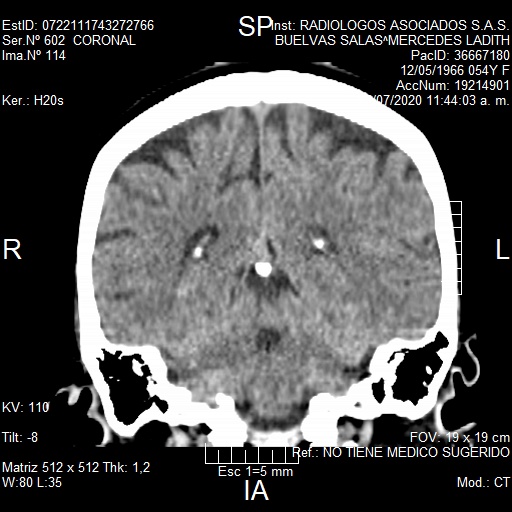 EstID: 0722111743272766
Ser.Nº 602 CORONAL
Ima.Nº 114
Ker.: H20s
SP
Inst: RADIOLOGOS ASOCIADOS S.A.S.
BUELVAS SALAS^MERCEDES LADITH
PacID: 36667180
12/05/1966 054Y F
AccNum: 19214901
/07/2020 11:44:03 a. m.
R
L
KV: 110
Tilt: -8
Matriz 512 x 512 Thk: 1,2
W:80 L:35
Esc 1=5 mm
IA
FOV: 19 x 19 cm
Ref.: NO TIENE MEDICO SUGERIDO
Mod.: CT